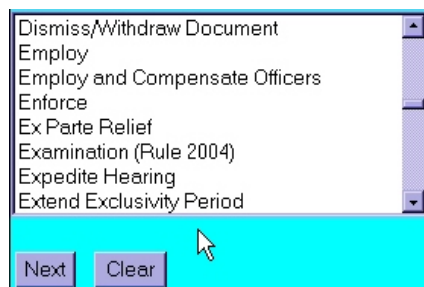 Dismiss/Withdraw Document
Employ
Employ and Compensate Officers
Enforce
Ex Parte Relief
Examination (Rule 2004)
Expedite Hearing
Extend Exclusivity Period
Next Clear